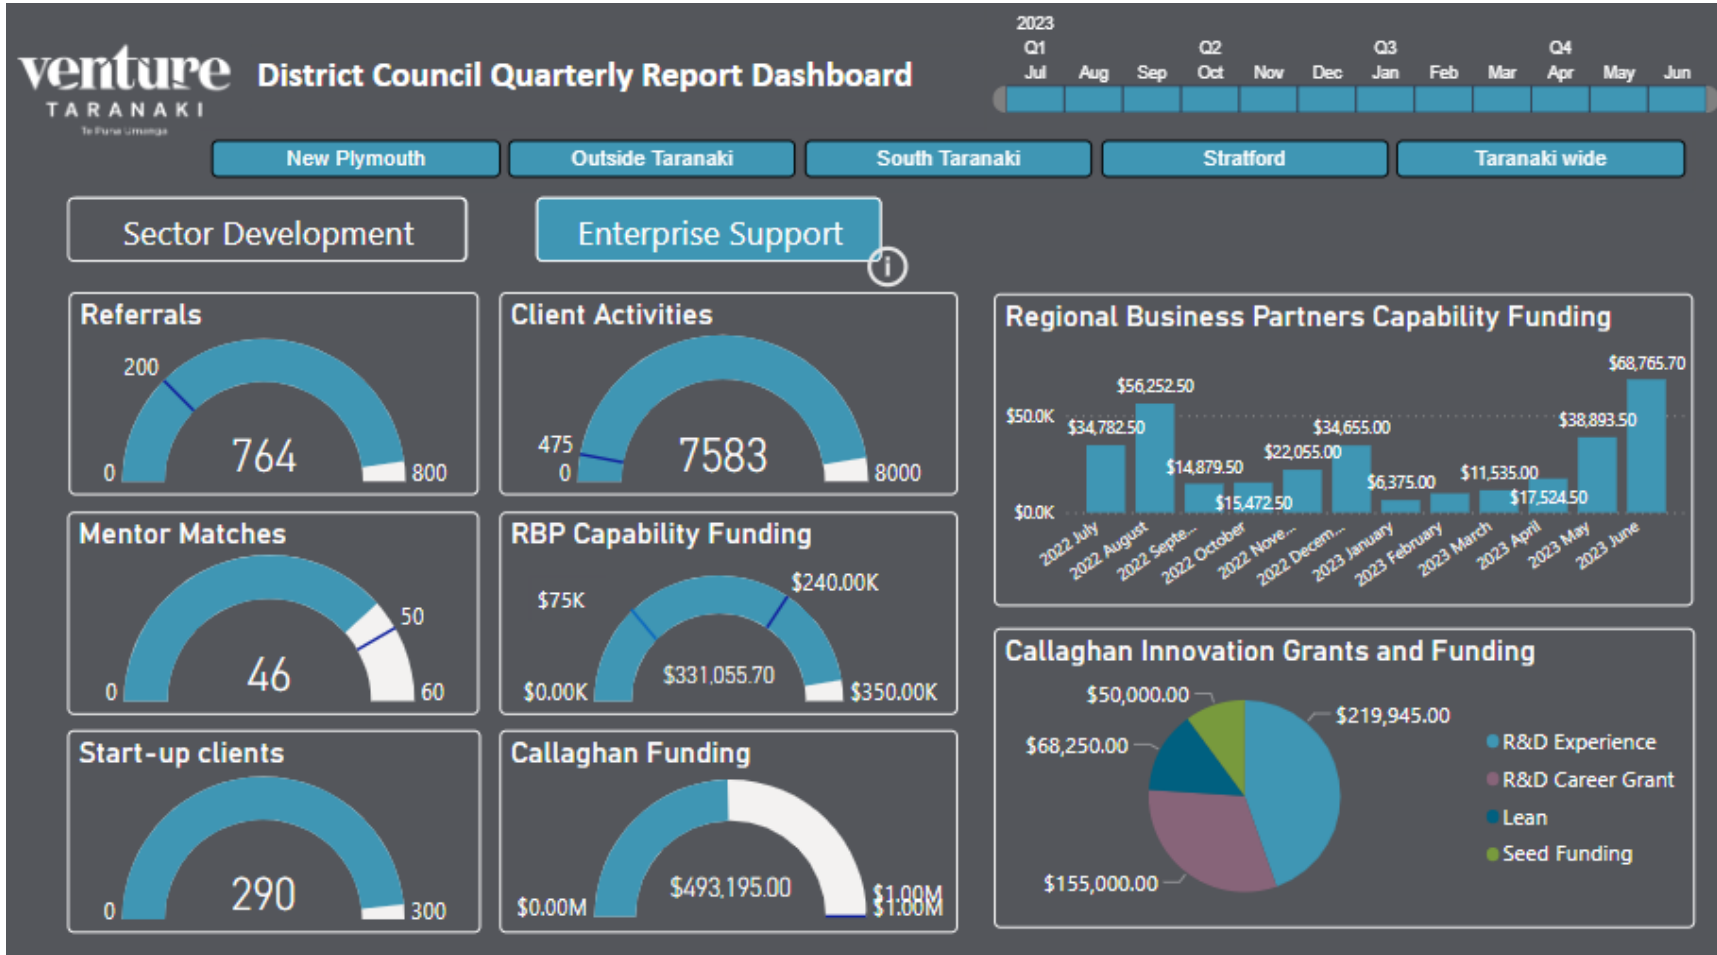 venture
TARANAKI
Te Puna Umanga
District Council Quarterly Report Dashboard
2023
Q1 Q2 Q3 Q4
Jul Aug Sep Oct Nov Dec Jan Feb Mar Apr May Jun
New Plymouth Outside Taranaki South Taranaki Stratford Taranaki wide
Sector Development Enterprise Support
i
Referrals
200
0
764
800
Client Activities
475
0
7583
8000
Mentor Matches
50
0
46
60
RBP Capability Funding
$75K
$240.00K
$0.00K
$331,055.70
$350.00K
Start-up clients
0
290
300
Callaghan Funding
$0.00M
$493,195.00
$1.00M
$1.00M
Regional Business Partners Capability Funding
$50.0K
$0.0K
$34,782.50
$56,252.50
$14,879.50
$15,472.50
$22,055.00
$34,655.00
$6,375.00
$11,535.00
$17,524.50
$38,893.50
$68,765.70
2022 July
2022 August
2022 Septe...
2022 October
2022 Nove...
2022 Decem...
2023 January
2023 February
2023 March
2023 April
2023 May
2023 June
Callaghan Innovation Grants and Funding
$50,000.00
$219,945.00
$68,250.00
$155,000.00
R&D Experience
R&D Career Grant
Lean
Seed Funding